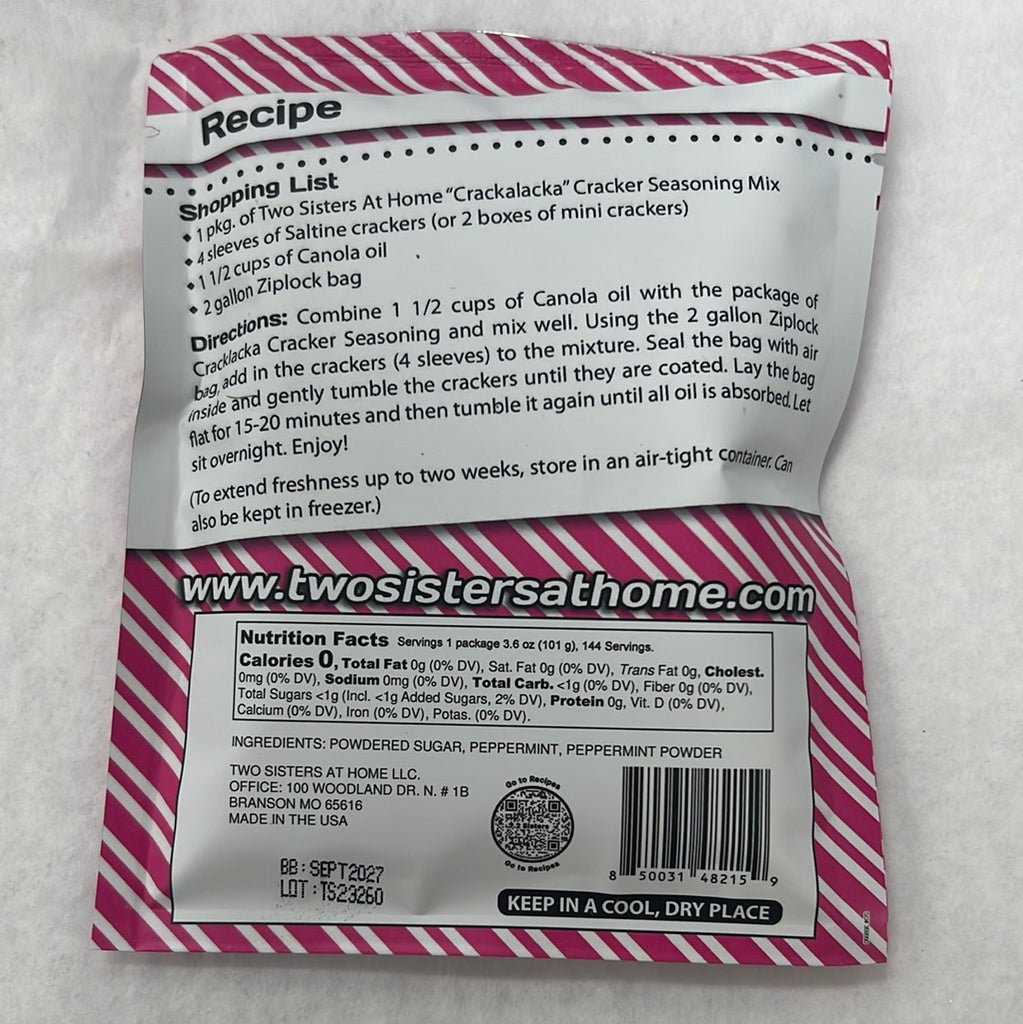 Recipe
Shopping List
• 1 pkg. of Two Sisters At Home "Crackalacka" Cracker Seasoning Mix
• 4 sleeves of Saltine crackers (or 2 boxes of mini crackers)
• 1 1/2 cups of Canola oil
• 2 gallon Ziplock bag
Directions: Combine 1 1/2 cups of Canola oil with the package of
Cracklacka Cracker Seasoning and mix well. Using the 2 gallon Ziplock
bag, add in the crackers (4 sleeves) to the mixture. Seal the bag with air
inside and gently tumble the crackers until they are coated. Lay the bag
flat for 15-20 minutes and then tumble it again until all oil is absorbed. Let
sit overnight. Enjoy!
(To extend freshness up to two weeks, store in an air-tight container. Can
also be kept in freezer.)
www.twosistersathome.com
Nutrition Facts Servings 1 package 3.6 oz (101 g), 144 Servings.
Calories 0, Total Fat 0g (0% DV), Sat. Fat 0g (0% DV), Trans Fat 0g, Cholest.
0mg (0% DV), Sodium 0mg (0% DV), Total Carb. <1g (0% DV), Fiber 0g (0% DV),
Total Sugars <1g (Incl. <1g Added Sugars, 2% DV), Protein 0g, Vit. D (0% DV),
Calcium (0% DV), Iron (0% DV), Potas. (0% DV).
INGREDIENTS: POWDERED SUGAR, PEPPERMINT, PEPPERMINT POWDER
TWO SISTERS AT HOME LLC.
OFFICE: 100 WOODLAND DR. N. # 1B
BRANSON MO 65616
MADE IN THE USA
BB : SEPT2027
LOT : TS23260
Go to Recipes
Go to Recipes
8 50031 48215 9
KEEP IN A COOL, DRY PLACE